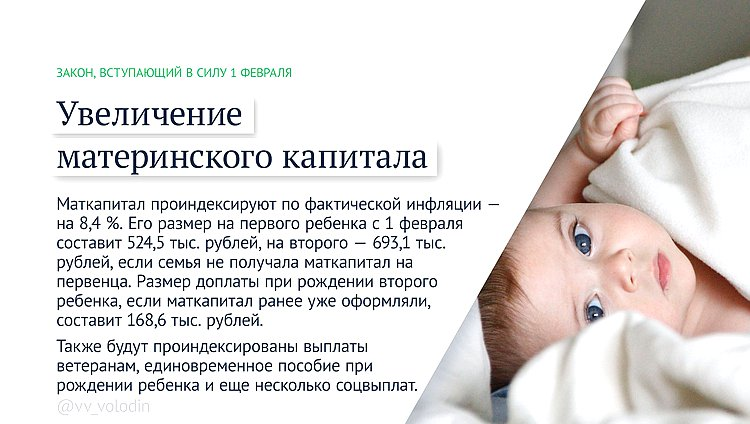 ЗАКОН, ВСТУПАЮЩИЙ В СИЛУ 1 ФЕВРАЛЯ
Увеличение
материнского капитала
Маткапитал проиндексируют по фактической инфляции —
на 8,4 %. Его размер на первого ребенка с 1 февраля
составит 524,5 тыс. рублей, на второго — 693,1 тыс.
рублей, если семья не получала маткапитал на
первенца. Размер доплаты при рождении второго
ребенка, если маткапитал ранее уже оформляли,
составит 168,6 тыс. рублей.
Также будут проиндексированы выплаты
ветеранам, единовременное пособие при
рождении ребенка и еще несколько соцвыплат.
@vv_volodin